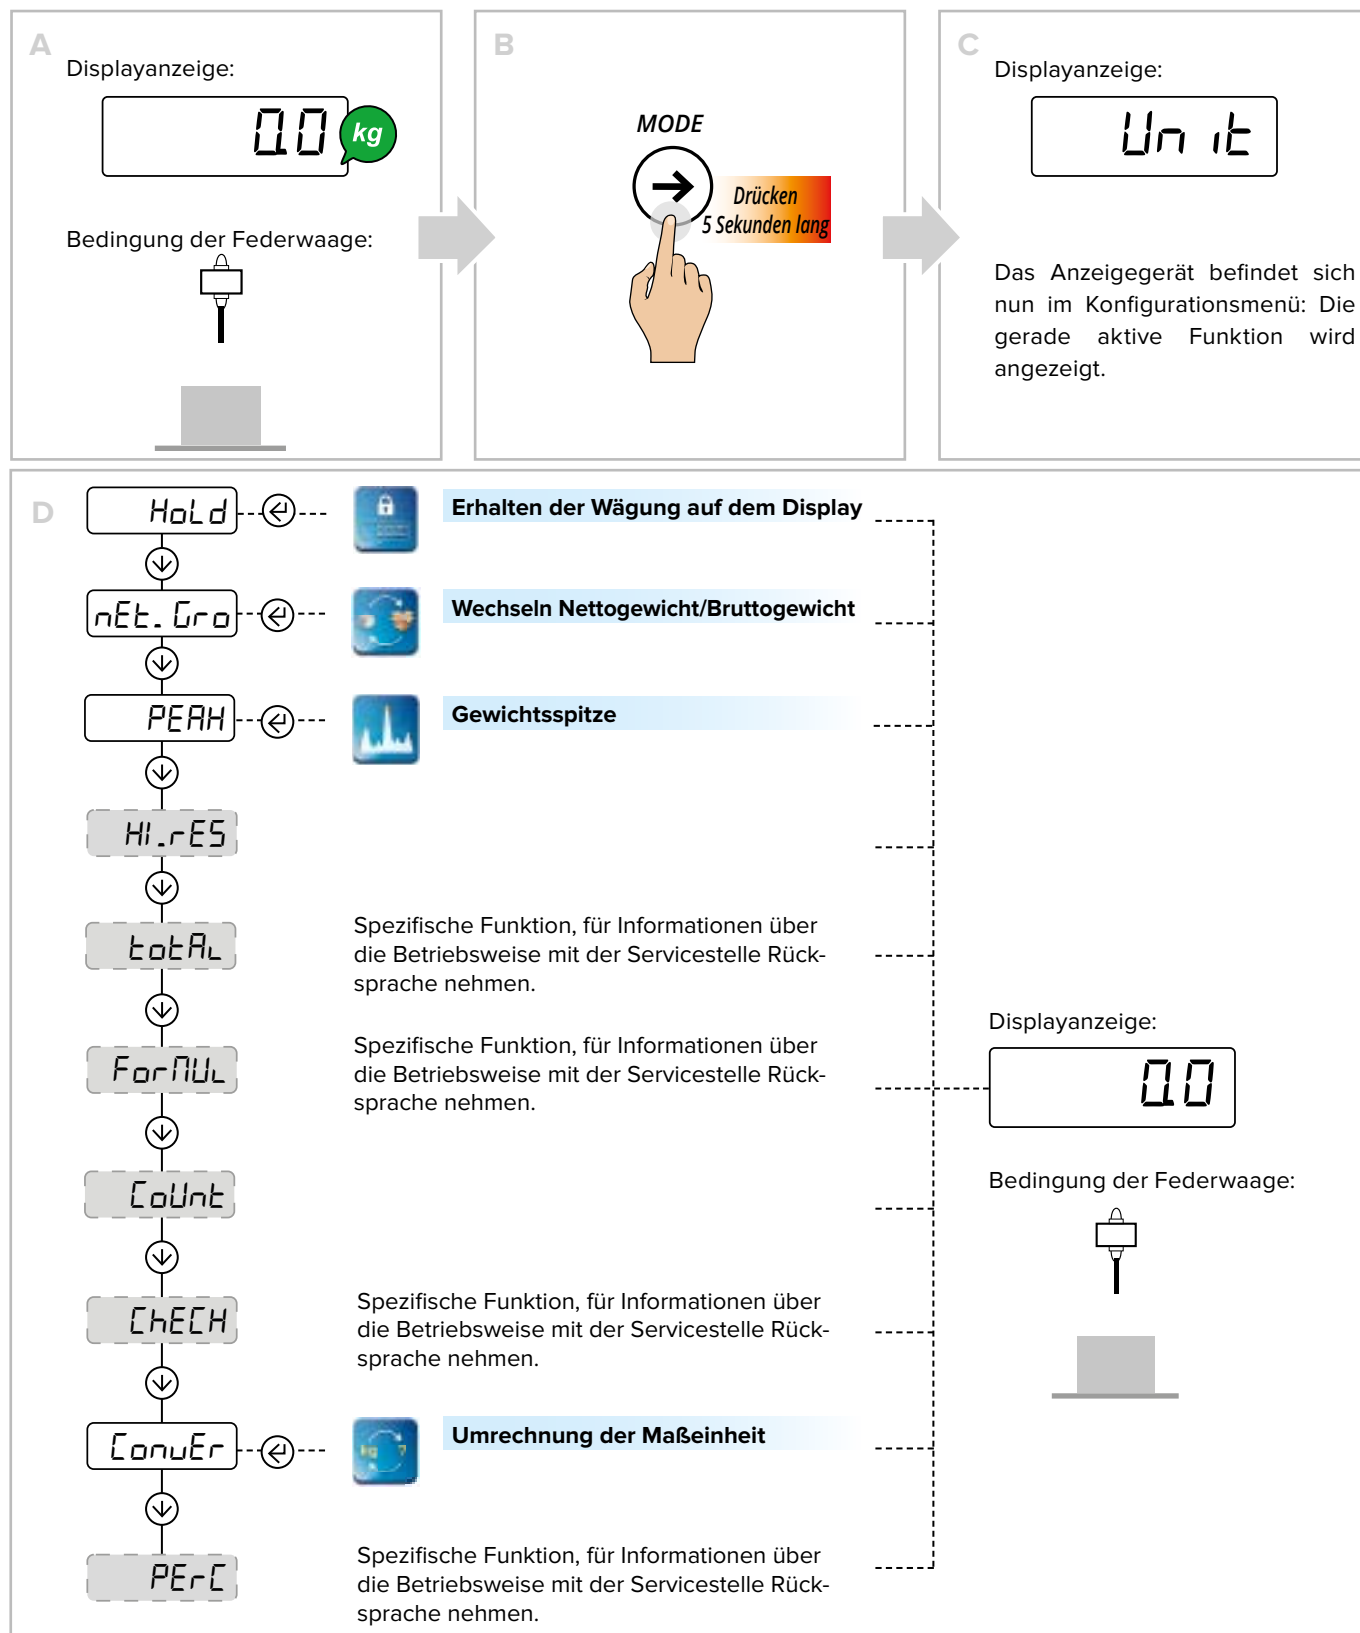 A
Displayanzeige:
0.0
kg
Bedingung der Federwaage:
B
MODE
Drücken
5 Sekunden lang
C
Displayanzeige:
Unit
Das Anzeigegerät befindet sich
nun im Konfigurationsmenü: Die
gerade aktive Funktion wird
angezeigt.
D
HoLd
Erhalten der Wägung auf dem Display
nEt. Gro
Wechseln Nettogewicht/Bruttogewicht
PEAH
Gewichtsspitze
HI.rES
totAL
Spezifische Funktion, für Informationen über
die Betriebsweise mit der Servicestelle Rück-
sprache nehmen.
ForMUL
Spezifische Funktion, für Informationen über
die Betriebsweise mit der Servicestelle Rück-
sprache nehmen.
CoUnt
ChECH
Spezifische Funktion, für Informationen über
die Betriebsweise mit der Servicestelle Rück-
sprache nehmen.
ConvEr
kg ?
Umrechnung der Maßeinheit
PErC
Spezifische Funktion, für Informationen über
die Betriebsweise mit der Servicestelle Rück-
sprache nehmen.
Displayanzeige:
0.0
Bedingung der Federwaage: